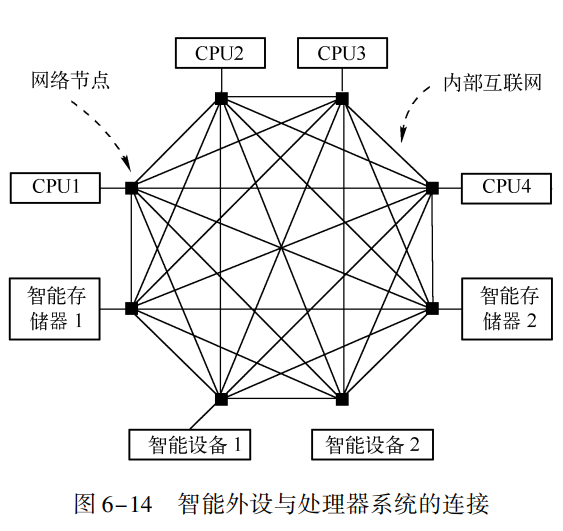 CPU2
CPU3
网络节点
内部互联网
CPU1
CPU4
智能存
储器 1
智能存
储器 2
智能设备 1
智能设备 2
图 6-14 智能外设与处理器系统的连接